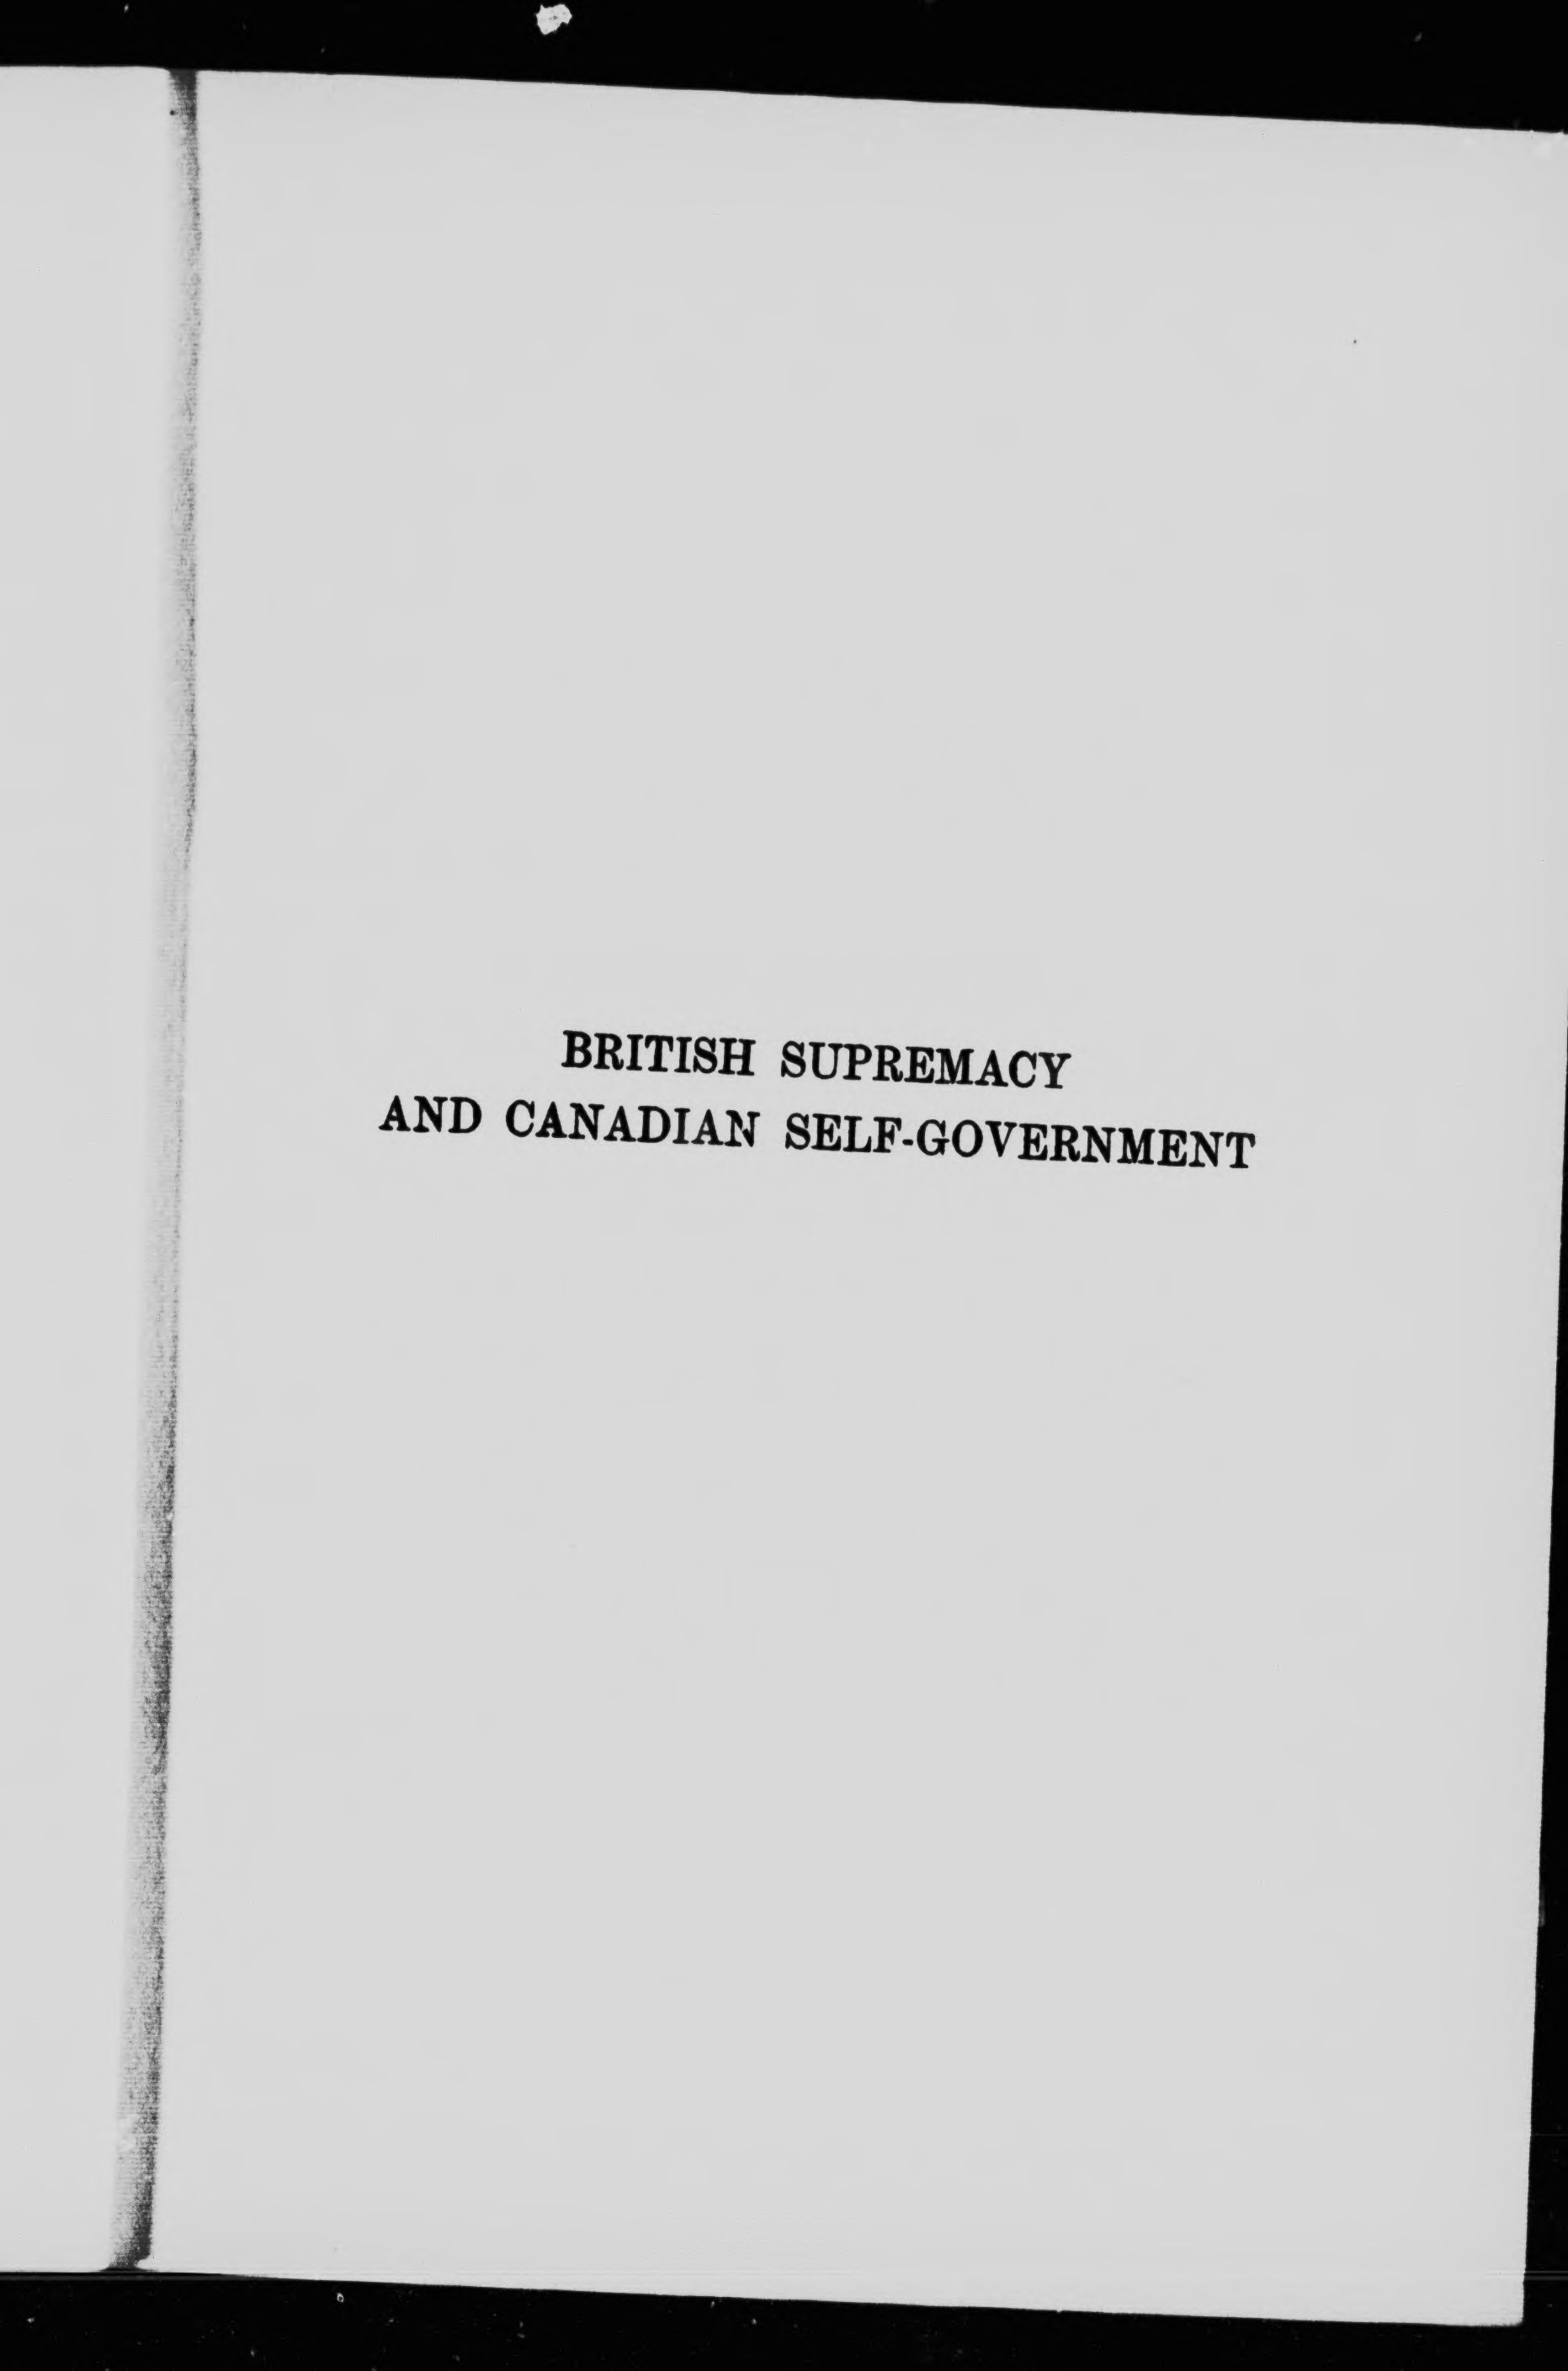 BRITISH SUPREMACY
AND CANADIAN SELF-GOVERNMENT